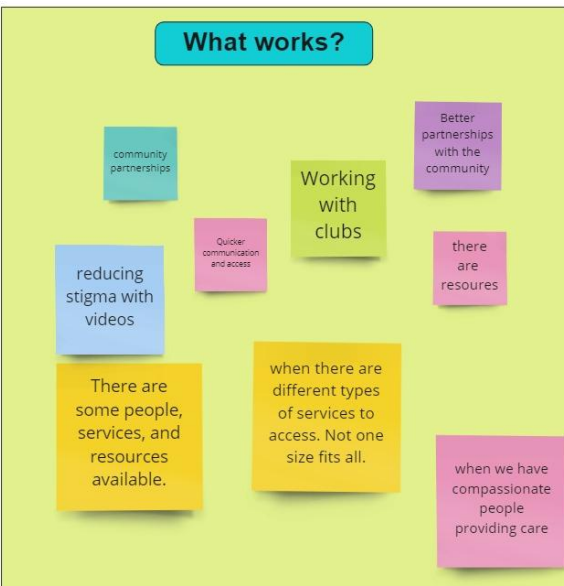 What works?
community
partnerships
Better
partnerships
with the
community
Working
with
clubs
Quicker
communication
and access
there
are
resoures
reducing
stigma with
videos
There are
some people,
services, and
resources
available.
when there are
different types
of services to
access. Not one
size fits all.
when we have
compassionate
people
providing care